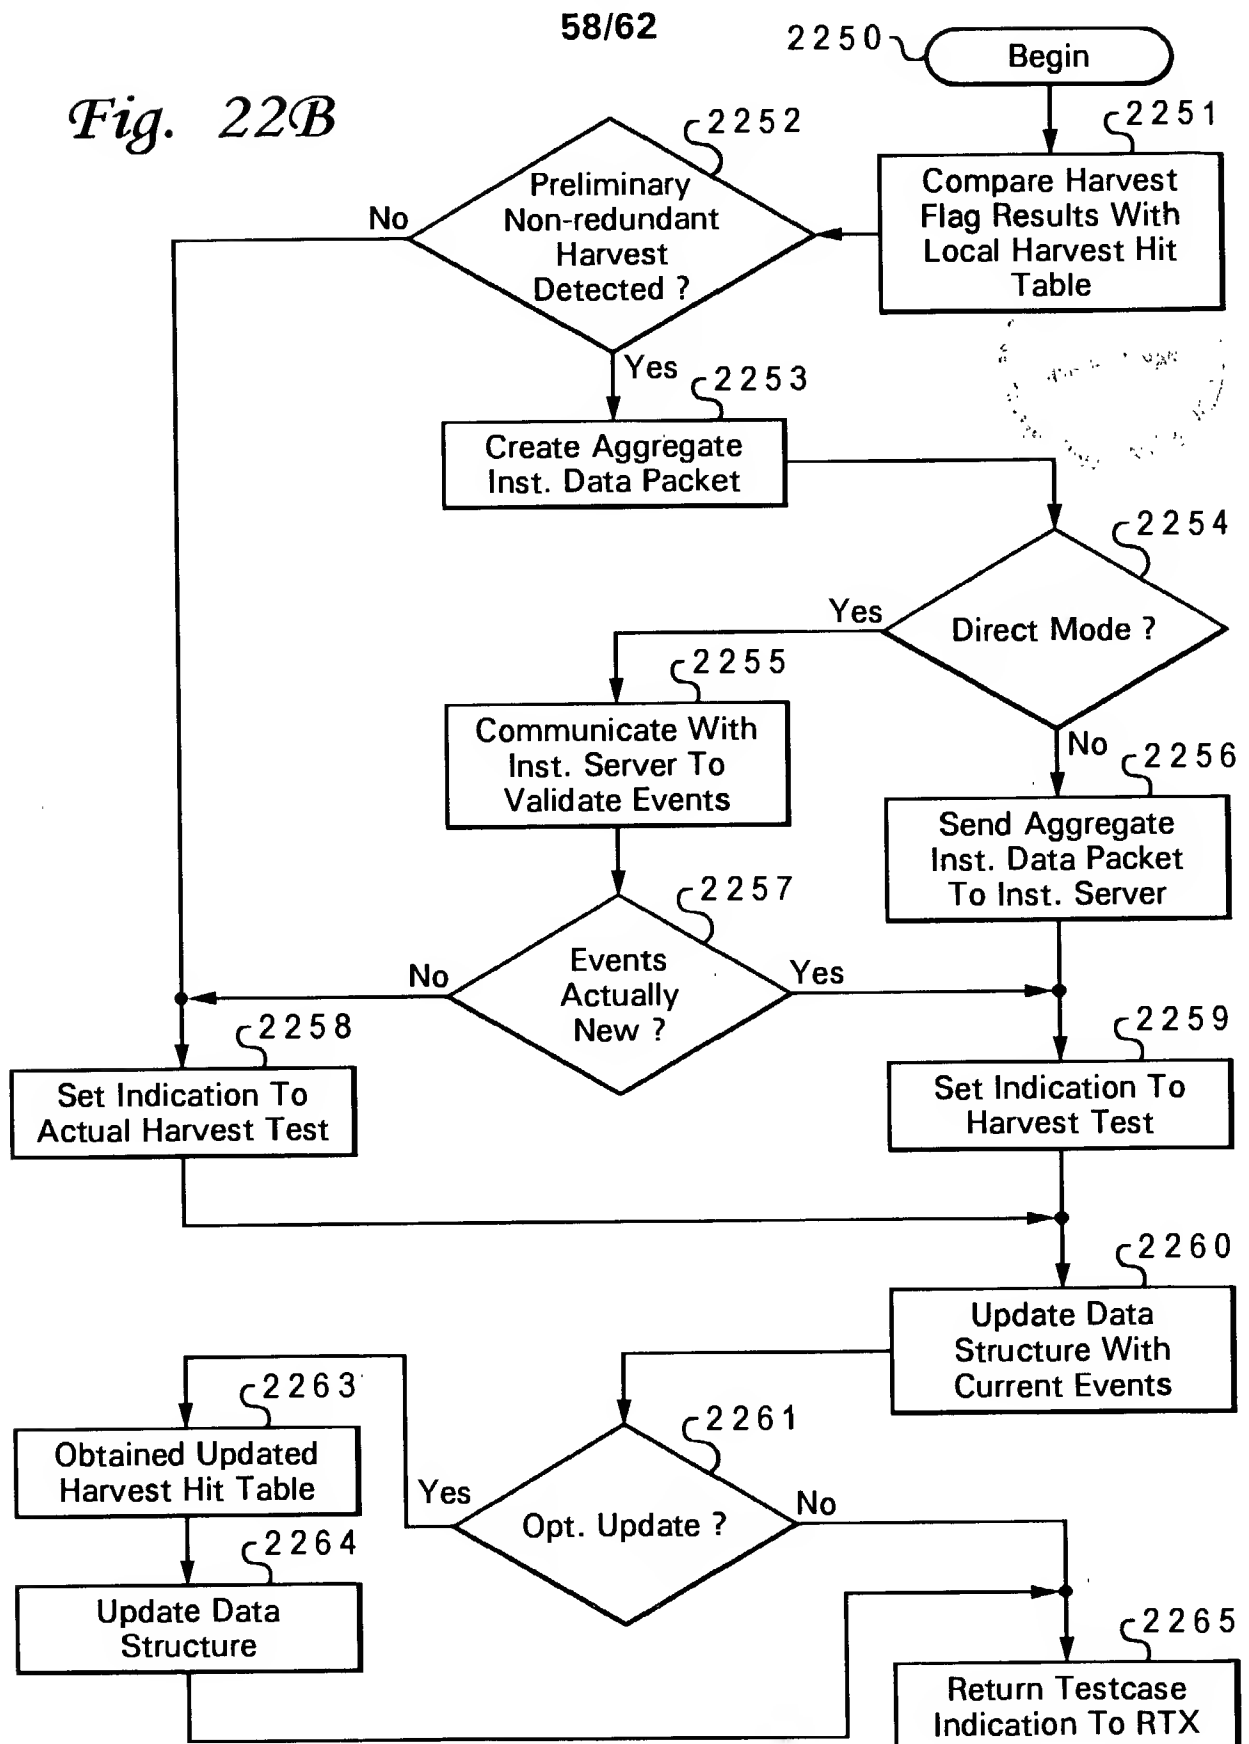 58/62
Fig. 22B
2250
Begin
2251
Compare Harvest
Flag Results With
Local Harvest Hit
Table
2252
Preliminary
Non-redundant
Harvest
Detected ?
No
Yes
2253
Create Aggregate
Inst. Data Packet
2254
Direct Mode ?
Yes
No
2255
Communicate With
Inst. Server To
Validate Events
2256
Send Aggregate
Inst. Data Packet
To Inst. Server
2257
Events
Actually
New ?
No
Yes
2258
Set Indication To
Actual Harvest Test
2259
Set Indication To
Harvest Test
2260
Update Data
Structure With
Current Events
2261
Opt. Update ?
Yes
No
2263
Obtained Updated
Harvest Hit Table
2264
Update Data
Structure
2265
Return Testcase
Indication To RTX